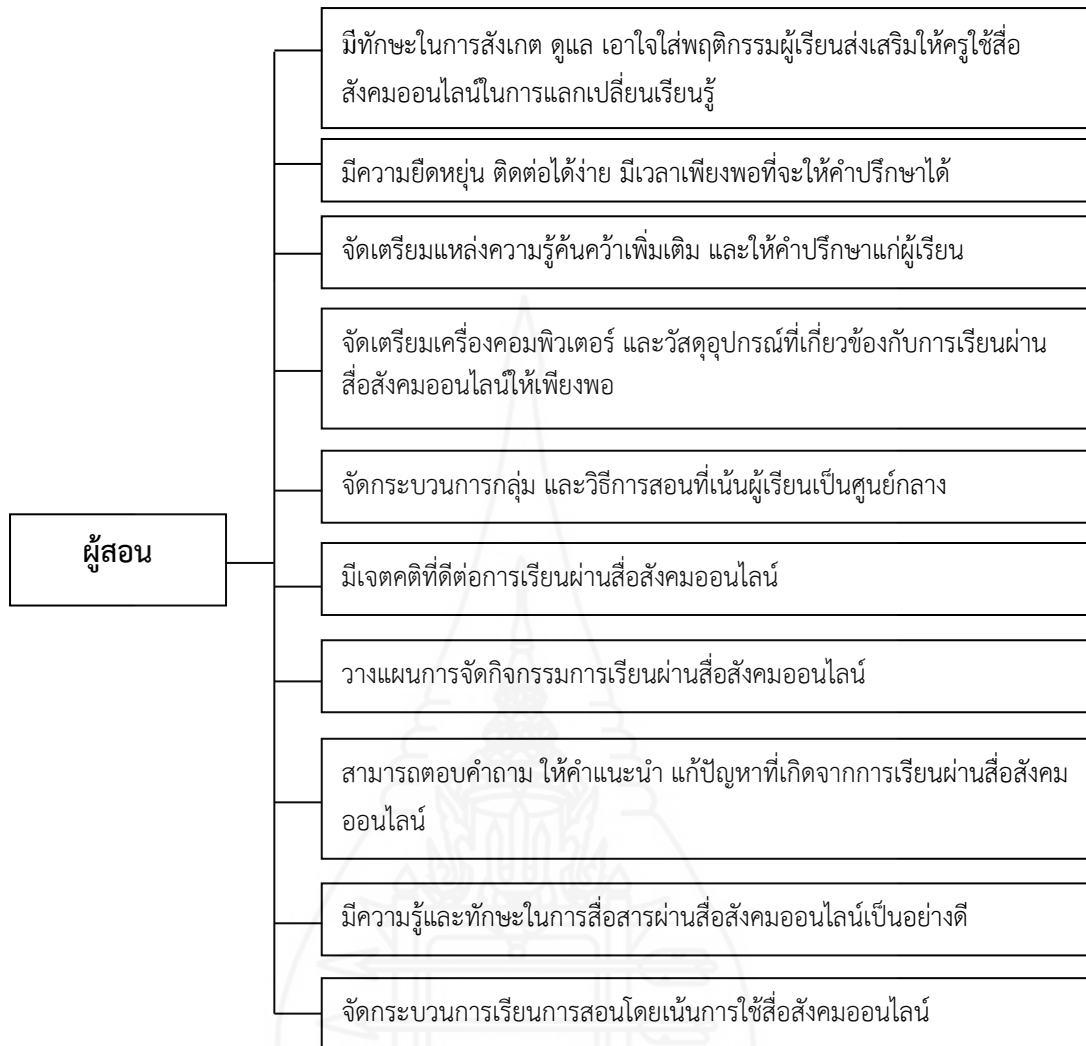 มีทักษะในการสังเกต ดูแล เอาใจใส่พฤติกรรมผู้เรียนส่งเสริมให้ครูใช้สื่อ
สังคมออนไลน์ในการแลกเปลี่ยนเรียนรู้
มีความยืดหยุ่น ติดต่อได้ง่าย มีเวลาเพียงพอที่จะให้คำปรึกษาได้
จัดเตรียมแหล่งความรู้ค้นคว้าเพิ่มเติม และให้คำปรึกษาแก่ผู้เรียน
จัดเตรียมเครื่องคอมพิวเตอร์ และวัสดุอุปกรณ์ที่เกี่ยวข้องกับการเรียนผ่าน
สื่อสังคมออนไลน์ให้เพียงพอ
จัดกระบวนการกลุ่ม และวิธีการสอนที่เน้นผู้เรียนเป็นศูนย์กลาง
ผู้สอน
มีเจตคติที่ดีต่อการเรียนผ่านสื่อสังคมออนไลน์
วางแผนการจัดกิจกรรมการเรียนผ่านสื่อสังคมออนไลน์
สามารถตอบคำถาม ให้คำแนะนำ แก้ปัญหาที่เกิดจากการเรียนผ่านสื่อสังคม
ออนไลน์
มีความรู้และทักษะในการสื่อสารผ่านสื่อสังคมออนไลน์เป็นอย่างดี
จัดกระบวนการเรียนการสอนโดยเน้นการใช้สื่อสังคมออนไลน์